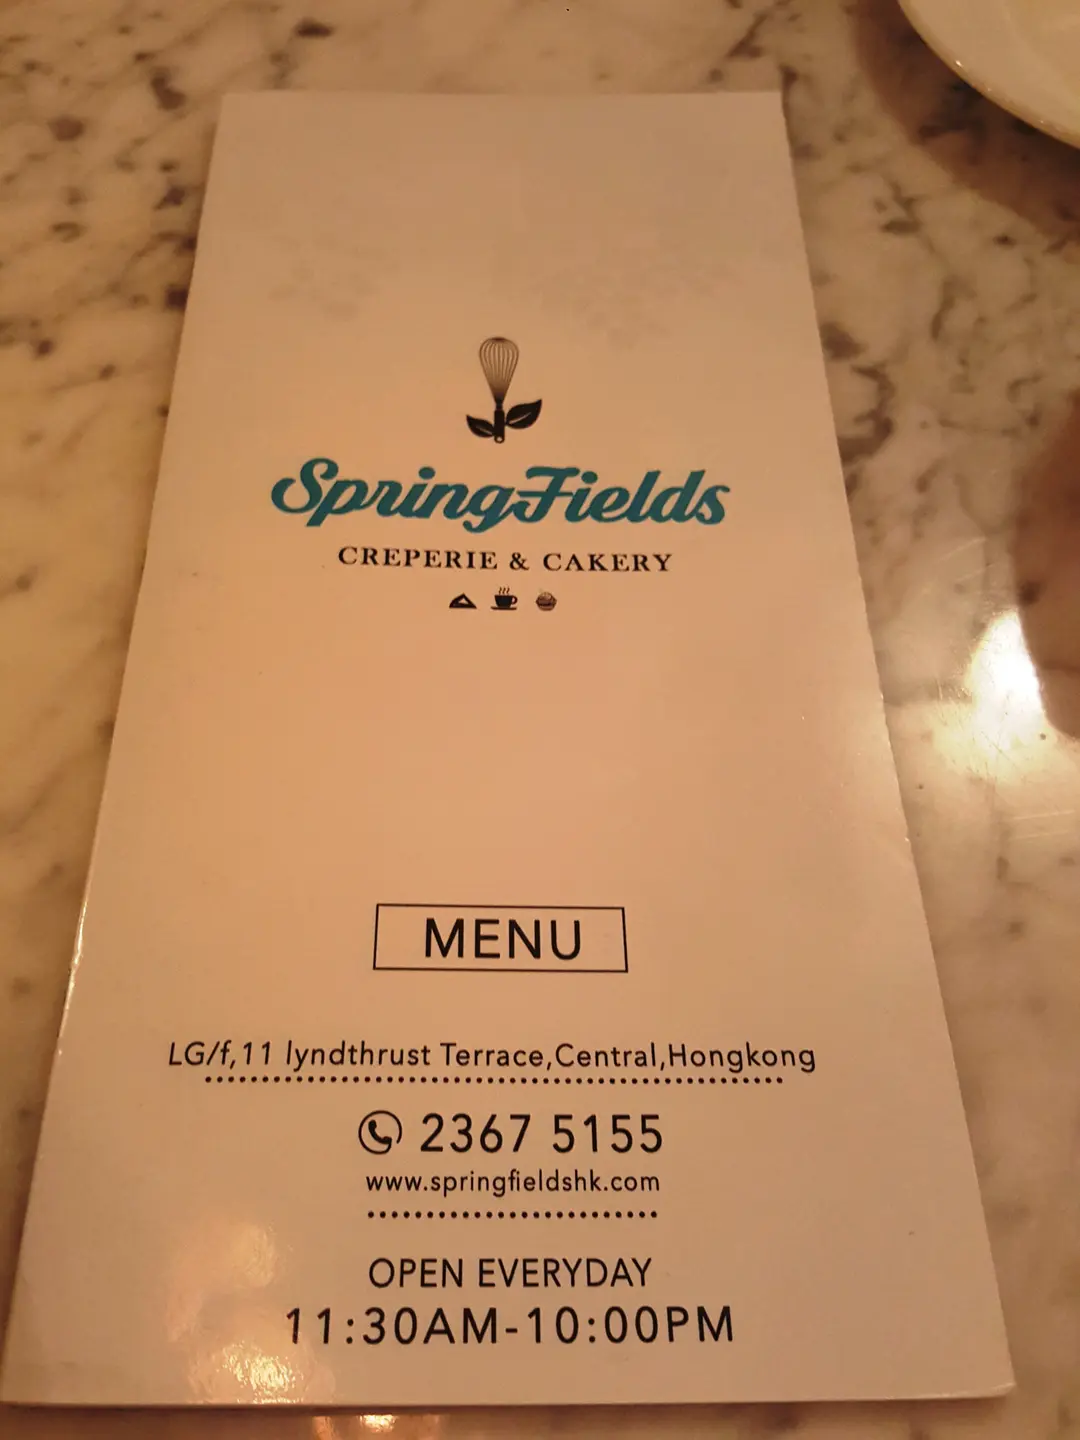 SpringFields
CREPERIE & CAKERY
MENU
LG/f,11 lyndthrust Terrace,Central,Hongkong
2367 5155
www.springfieldshk.com
OPEN EVERYDAY
11:30AM-10:00PM